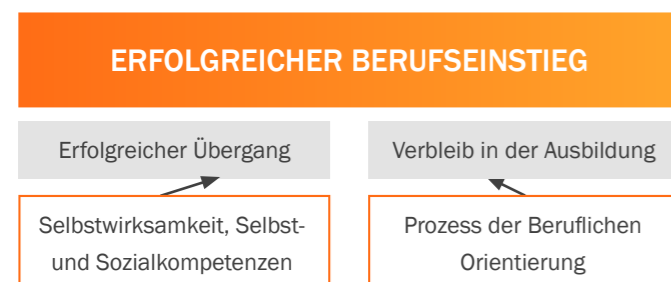 ERFOLGREICHER BERUFSEINSTIEG
Erfolgreicher Übergang
Verbleib in der Ausbildung
Selbstwirksamkeit, Selbst-
und Sozialkompetenzen
Prozess der Beruflichen
Orientierung